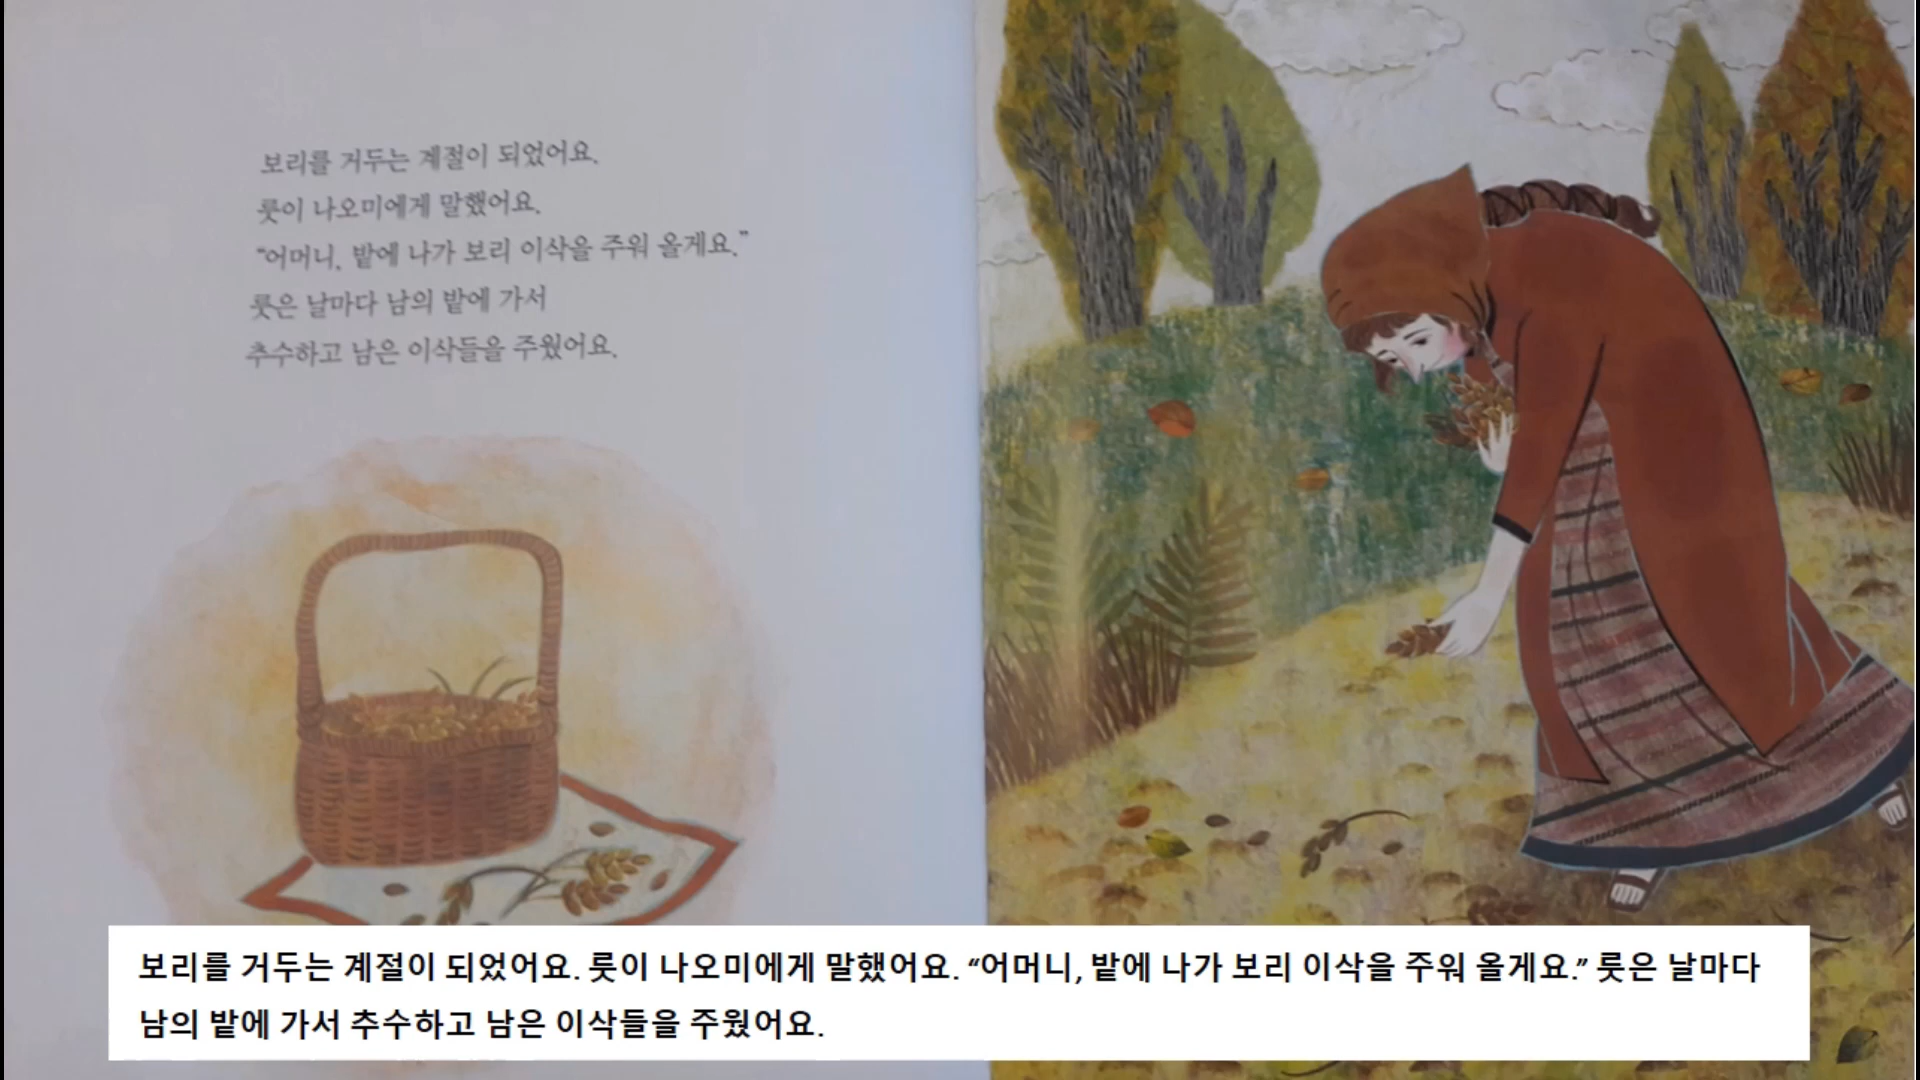 보리를 거두는 계절이 되었어요.
룻이 나오미에게 말했어요.
“어머니, 밭에 나가 보리 이삭을 주워 올게요.”
룻은 날마다 남의 밭에 가서
추수하고 남은 이삭들을 주웠어요.
보리를 거두는 계절이 되었어요. 룻이 나오미에게 말했어요. “어머니, 밭에 나가 보리 이삭을 주워 올게요.” 룻은 날마다
남의 밭에 가서 추수하고 남은 이삭들을 주웠어요.